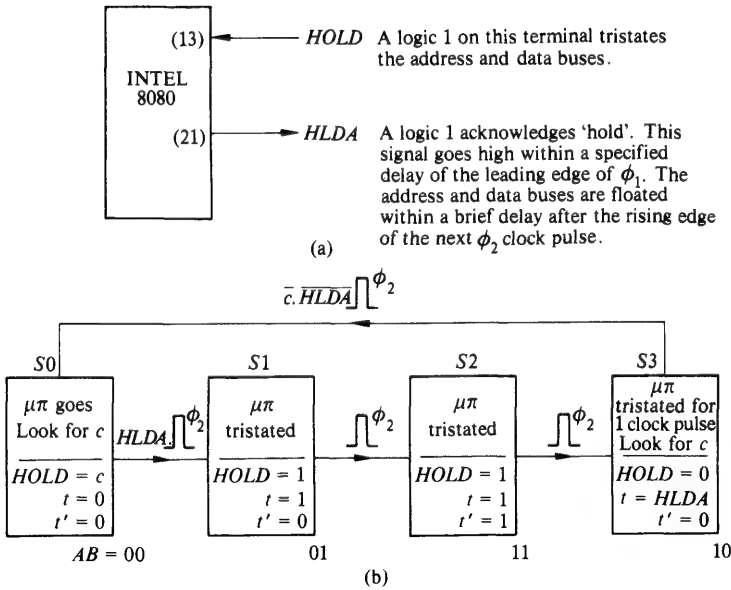 (13)
HOLD A logic 1 on this terminal tristates
the address and data buses.
INTEL
8080
(21)
HLDA A logic 1 acknowledges ‘hold’. This
signal goes high within a specified
delay of the leading edge of ϕ₁. The
address and data buses are floated
within a brief delay after the rising edge
of the next ϕ₂ clock pulse.
(a)
c̅.H̅L̅D̅A̅ ϕ₂
S0 S1 S2 S3
μπ goes
Look for c
HOLD = c
t = 0
t′ = 0
AB = 00
HLDA. ϕ₂
μπ
tristated
HOLD = 1
t = 1
t′ = 0
01
ϕ₂
μπ
tristated
HOLD = 1
t = 1
t′ = 1
11
ϕ₂
μπ
tristated for
1 clock pulse
Look for c
HOLD = 0
t = HLDA
t′ = 0
10
(b)